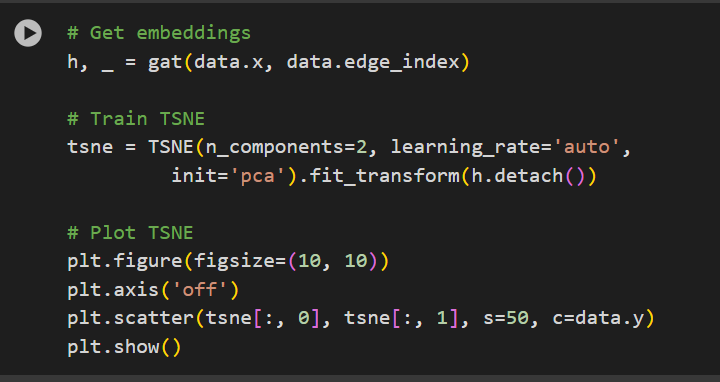 # Get embeddings
h, _ = gat(data.x, data.edge_index)
# Train TSNE
tsne = TSNE(n_components=2, learning_rate='auto',
init='pca').fit_transform(h.detach())
# Plot TSNE
plt.figure(figsize=(10, 10))
plt.axis('off')
plt.scatter(tsne[:, 0], tsne[:, 1], s=50, c=data.y)
plt.show()